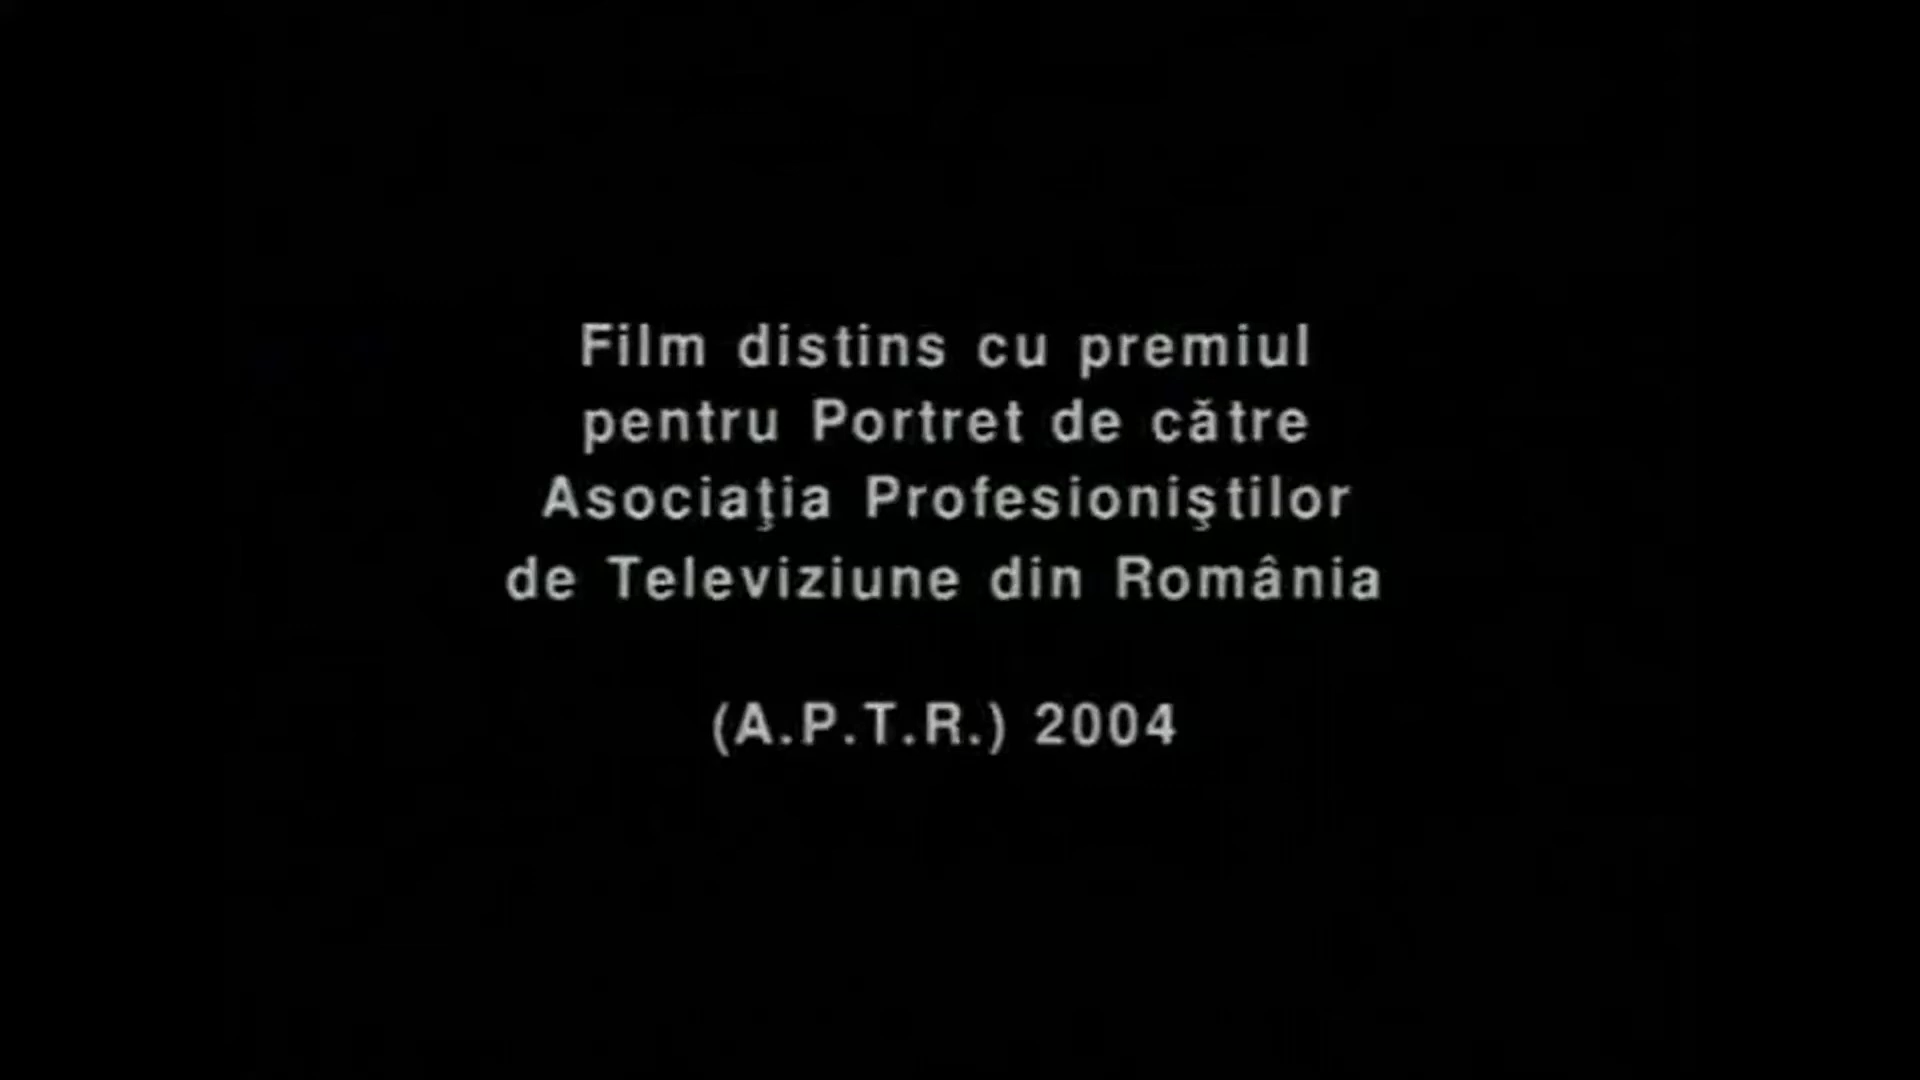 Film distins cu premiul
pentru Portret de către
Asociaţia Profesioniştilor
de Televiziune din România
(A.P.T.R.) 2004